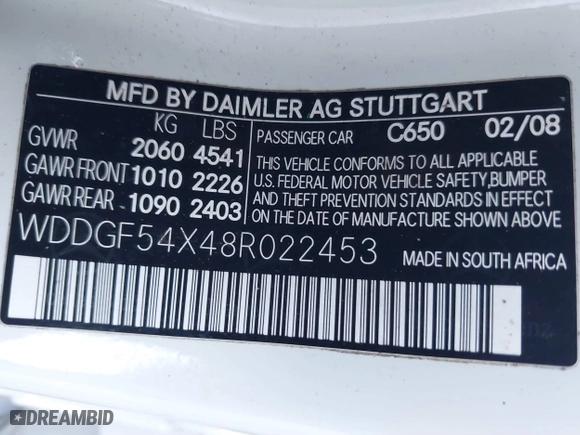 MFD BY DAIMLER AG STUTTGART
KG LBS
GVWR 2060 4541
GAWR FRONT 1010 2226
GAWR REAR 1090 2403
PASSENGER CAR C650 02/08
THIS VEHICLE CONFORMS TO ALL APPLICABLE
U.S. FEDERAL MOTOR VEHICLE SAFETY,BUMPER
AND THEFT PREVENTION STANDARDS IN EFFECT
ON THE DATE OF MANUFACTURE SHOWN ABOVE
WDDGF54X48R022453
MADE IN SOUTH AFRICA
DREAMBID